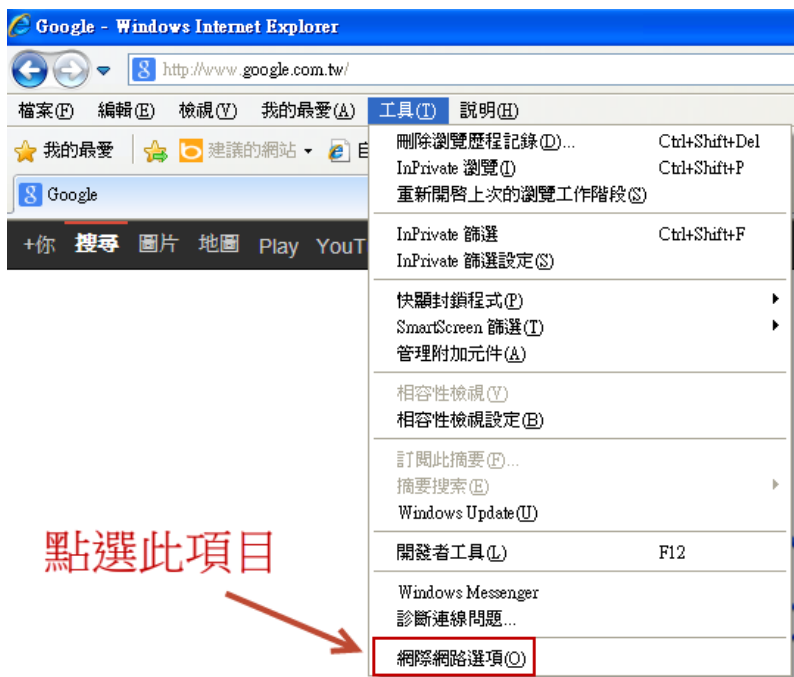 Google - Windows Internet Explorer
http://www.google.com.tw/
檔案(F) 編輯(E) 檢視(V) 我的最愛(A) 工具(T) 說明(H)
我的最愛 建議的網站
Google
+你 搜尋 圖片 地圖 Play YouT
刪除瀏覽歷程記錄(D)... Ctrl+Shift+Del
InPrivate 瀏覽(I) Ctrl+Shift+P
重新開啟上次的瀏覽工作階段(S)
InPrivate 篩選 Ctrl+Shift+F
InPrivate 篩選設定(S)
快顯封鎖程式(P)
SmartScreen 篩選(T)
管理附加元件(A)
相容性檢視(V)
相容性檢視設定(B)
訂閱此摘要(F)...
摘要搜索(E)
Windows Update(U)
開發者工具(L) F12
Windows Messenger
診斷連線問題...
網際網路選項(O)
點選此項目